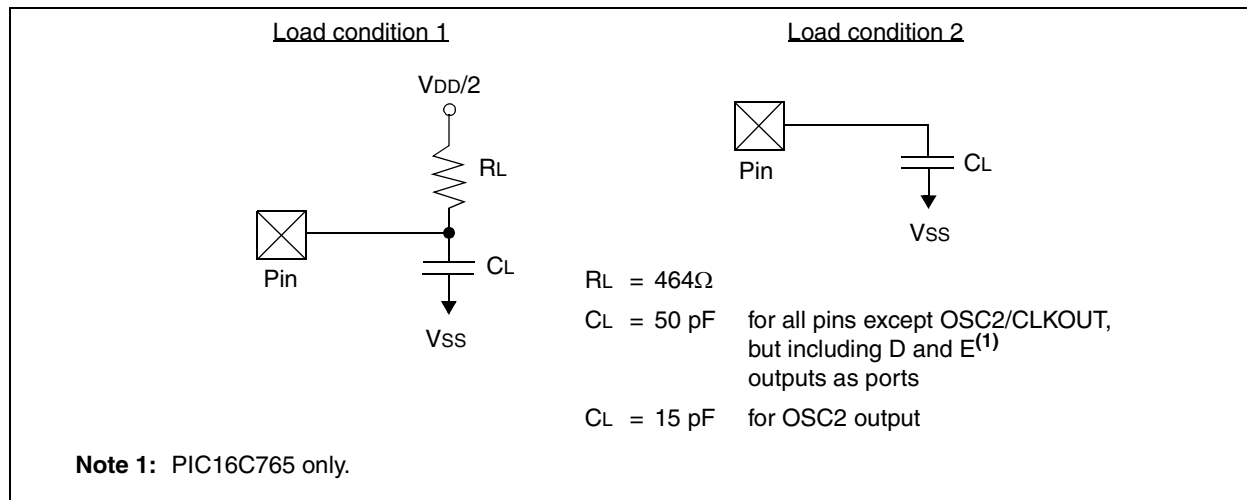 Load condition 1
VDD/2
RL
Pin
CL
VSS
Load condition 2
Pin
CL
VSS
RL = 464Ω
CL = 50 pF for all pins except OSC2/CLKOUT,
but including D and E(1)
outputs as ports
CL = 15 pF for OSC2 output
Note 1: PIC16C765 only.